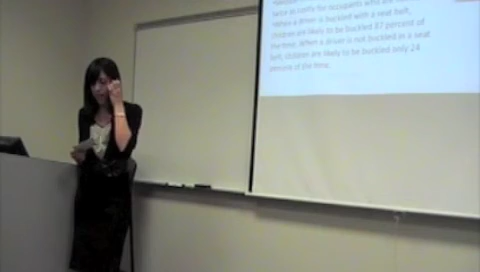 twice as costly for occupants who are not
•When a driver is buckled with a seat belt,
children are likely to be buckled 87 percent of
the time. When a driver is not buckled in a seat
belt, children are likely to be buckled only 24
percent of the time.